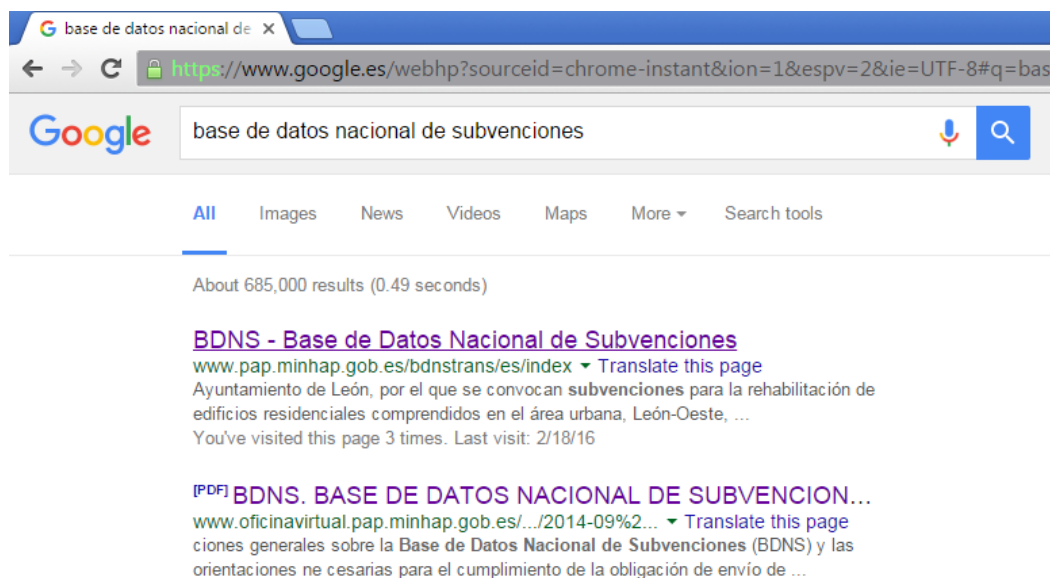 base de datos nacional de
https://www.google.es/webhp?sourceid=chrome-instant&ion=1&espv=2&ie=UTF-8#q=bas
Google
base de datos nacional de subvenciones
All Images News Videos Maps More Search tools
About 685,000 results (0.49 seconds)
BDNS - Base de Datos Nacional de Subvenciones
www.pap.minhap.gob.es/bdnstrans/es/index Translate this page
Ayuntamiento de León, por el que se convocan subvenciones para la rehabilitación de
edificios residenciales comprendidos en el área urbana, León-Oeste, ...
You've visited this page 3 times. Last visit: 2/18/16
[PDF] BDNS. BASE DE DATOS NACIONAL DE SUBVENCION...
www.oficinavirtual.pap.minhap.gob.es/.../2014-09%2... Translate this page
ciones generales sobre la Base de Datos Nacional de Subvenciones (BDNS) y las
orientaciones ne cesarias para el cumplimiento de la obligación de envío de ...